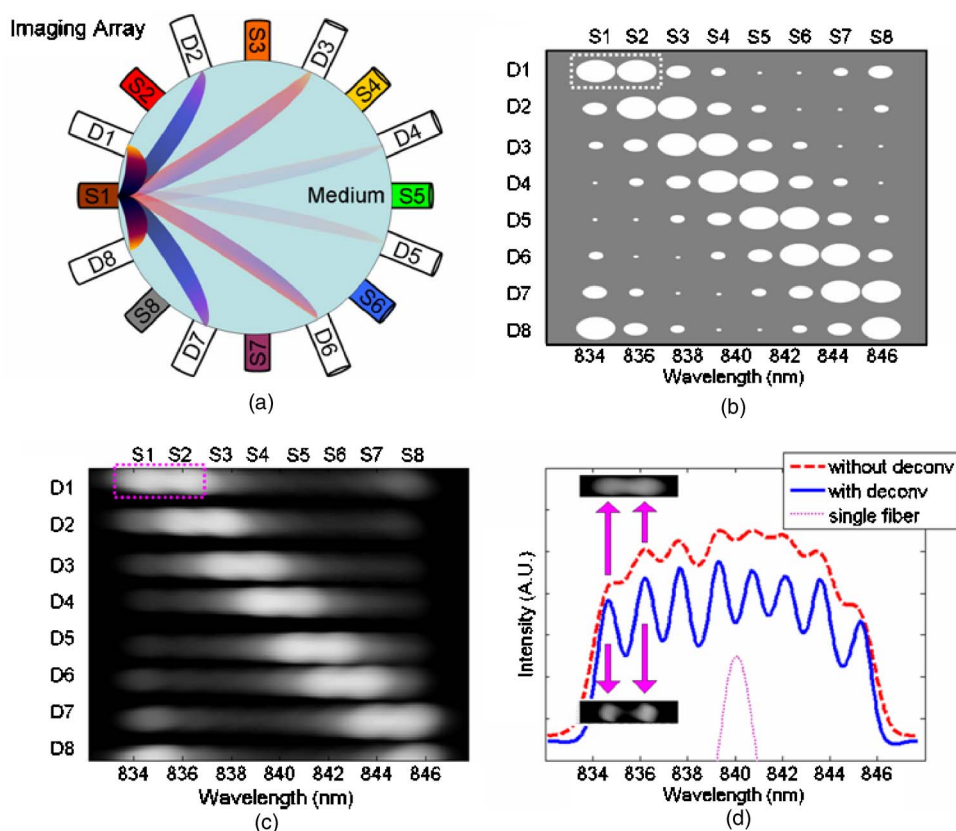 Imaging Array
D2
S3
D3
S2
S4
D1
D4
S1
Medium
S5
D8
D5
S8
S6
D7
S7
D6
(a)
S1 S2 S3 S4 S5 S6 S7 S8
D1
D2
D3
D4
D5
D6
D7
D8
834 836 838 840 842 844 846
Wavelength (nm)
(b)
S1 S2 S3 S4 S5 S6 S7 S8
D1
D2
D3
D4
D5
D6
D7
D8
834 836 838 840 842 844 846
Wavelength (nm)
(c)
without deconv
with deconv
single fiber
Intensity (A.U.)
834 836 838 840 842 844 846
Wavelength (nm)
(d)